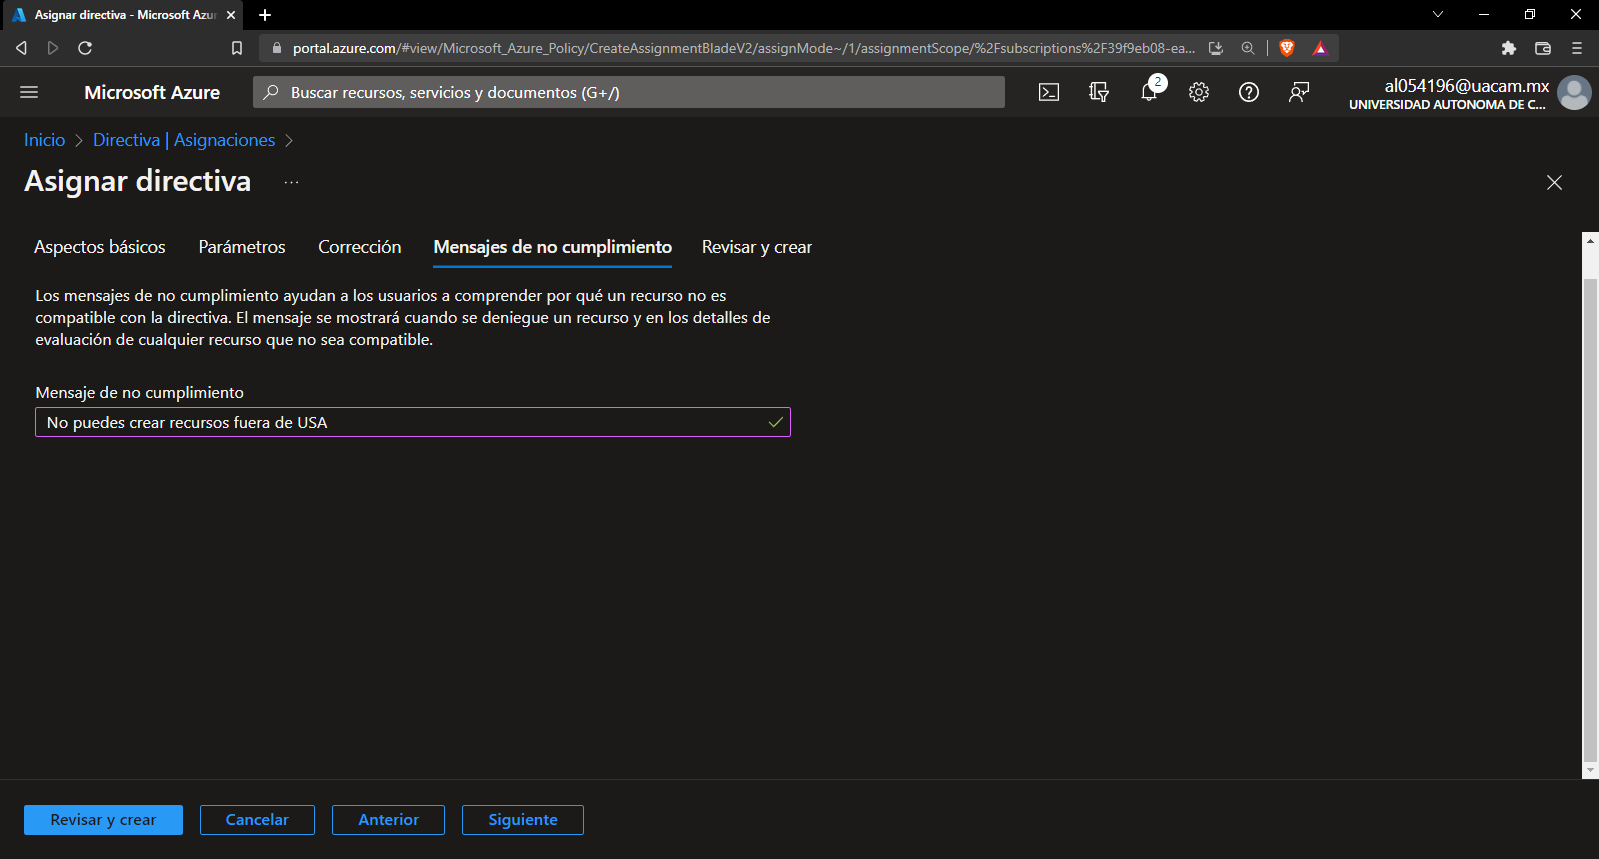 Asignar directiva - Microsoft Azur
portal.azure.com/#view/Microsoft_Azure_Policy/CreateAssignmentBladeV2/assignMode~/1/assignmentScope/%2Fsubscriptions%2F39f9eb08-ea...
Microsoft Azure
Buscar recursos, servicios y documentos (G+/)
2
al054196@uacam.mx
UNIVERSIDAD AUTONOMA DE C...
Inicio > Directiva | Asignaciones >
Asignar directiva ...
Aspectos básicos Parámetros Corrección Mensajes de no cumplimiento Revisar y crear
Los mensajes de no cumplimiento ayudan a los usuarios a comprender por qué un recurso no es
compatible con la directiva. El mensaje se mostrará cuando se deniegue un recurso y en los detalles de
evaluación de cualquier recurso que no sea compatible.
Mensaje de no cumplimiento
No puedes crear recursos fuera de USA
Revisar y crear Cancelar Anterior Siguiente